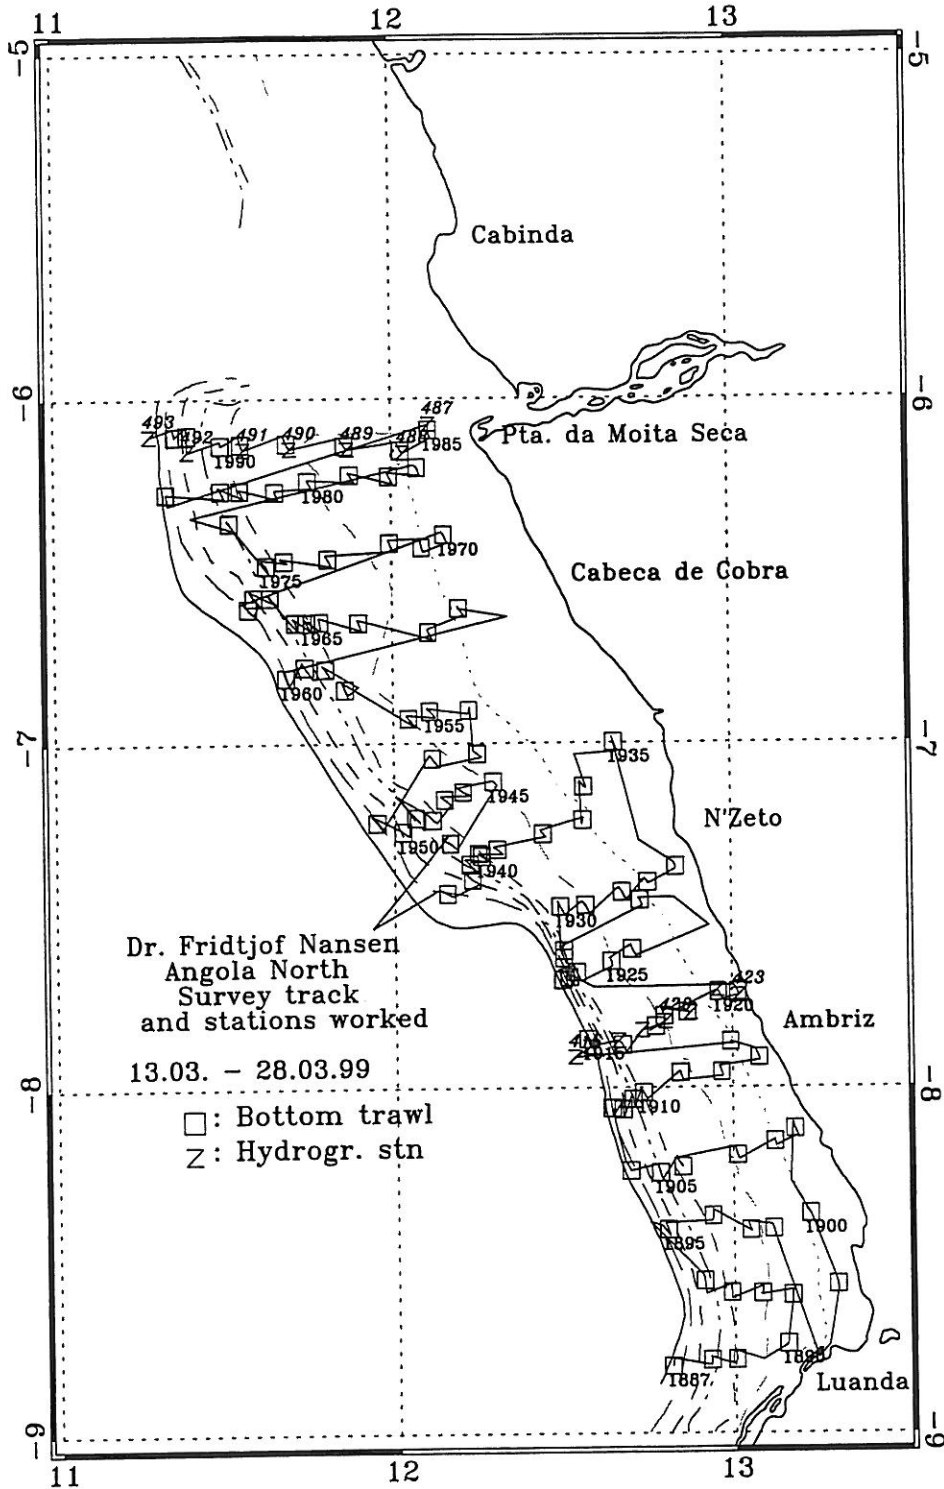 11 12 13
-5 -5
Cabinda
-6 -6
487
493 492 491 490 489
1985
Pta. da Moita Seca
1990
1980
1970
1975
Cabeca de Cobra
1965
1960
1955
-7 -7
1935
1945
N'Zeto
1950
1940
1930
Dr. Fridtjof Nansen
1925
Angola North
423
Survey track
1920
and stations worked
Ambriz
13.03. - 28.03.99
-8 -8
1910
: Bottom trawl
Z : Hydrogr. stn
1905
1900
1895
1887
Luanda
-9 -9
11 12 13